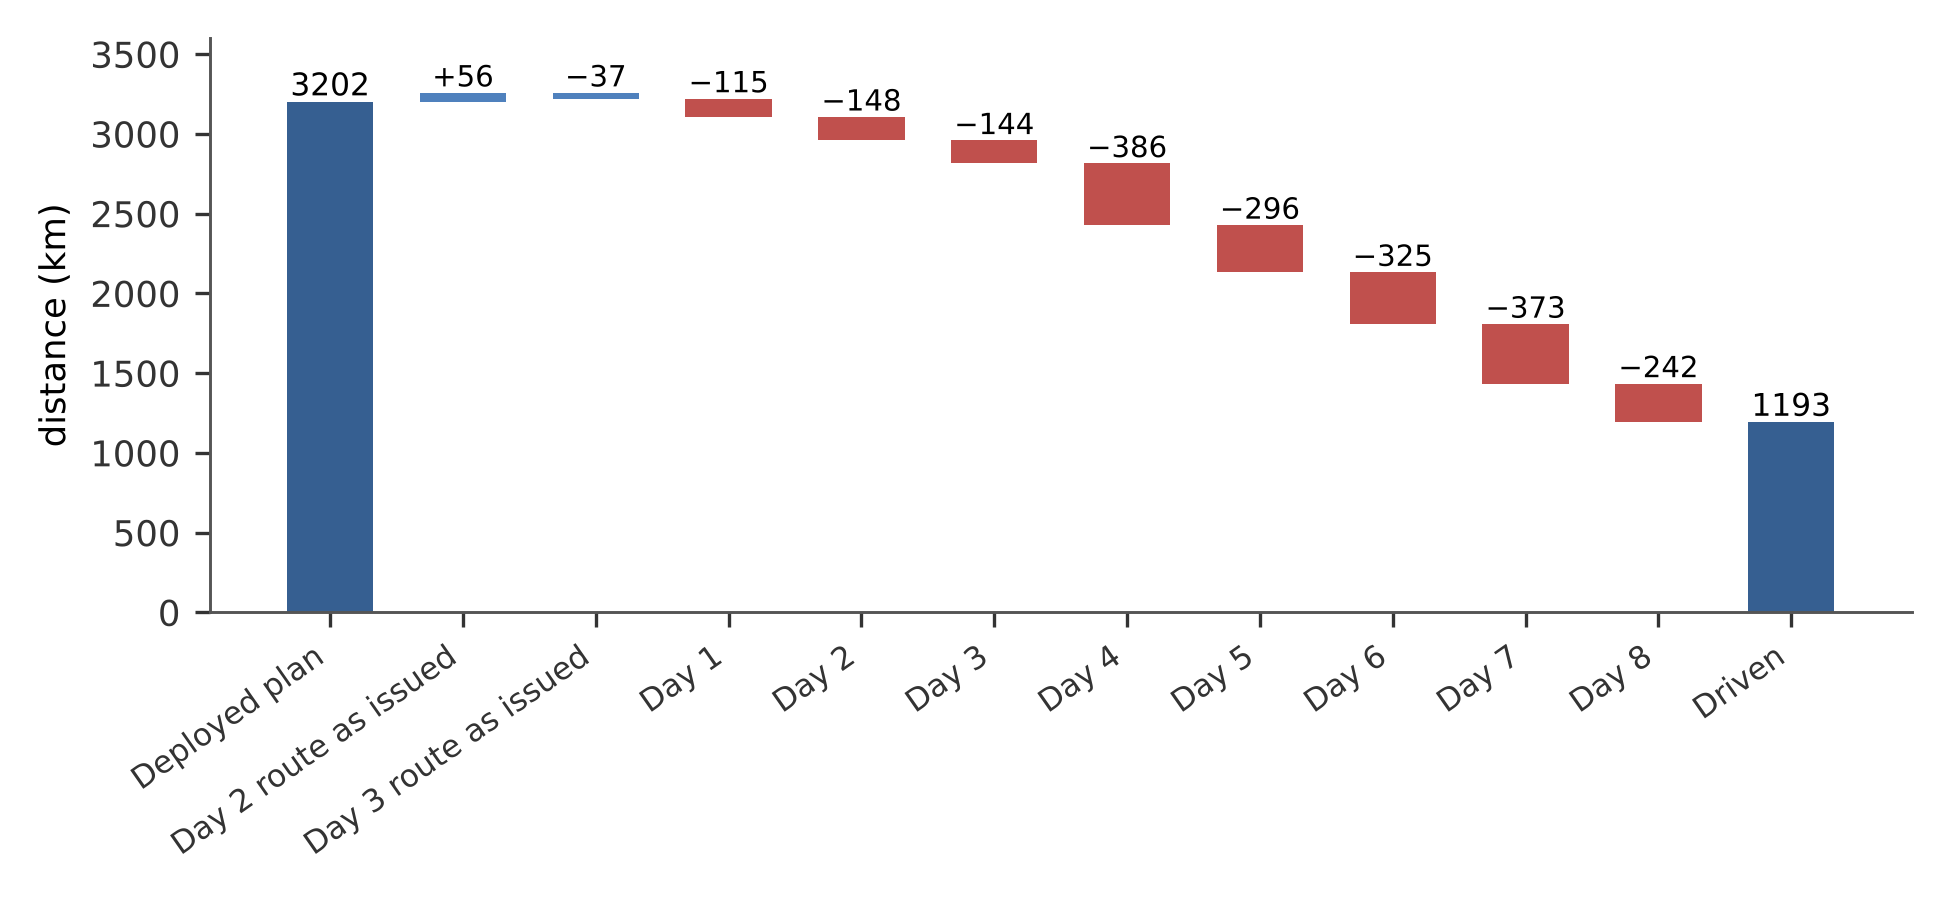 distance (km)
3500
3000
2500
2000
1500
1000
500
0
3202
+56
−37
−115
−148
−144
−386
−296
−325
−373
−242
1193
Deployed plan
Day 2 route as issued
Day 3 route as issued
Day 1
Day 2
Day 3
Day 4
Day 5
Day 6
Day 7
Day 8
Driven